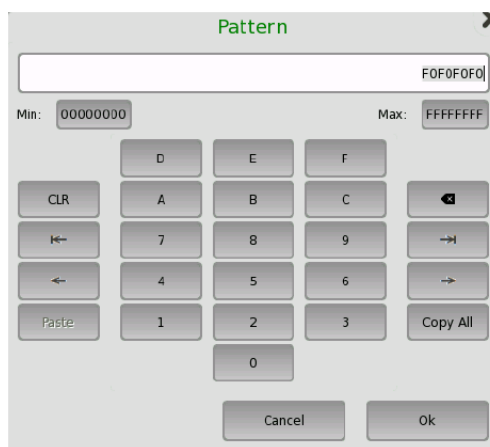 Pattern
F0F0F0F0
Min: 00000000 Max: FFFFFFFF
D E F
CLR A B C
7 8 9
4 5 6
Paste 1 2 3 Copy All
0
Cancel Ok